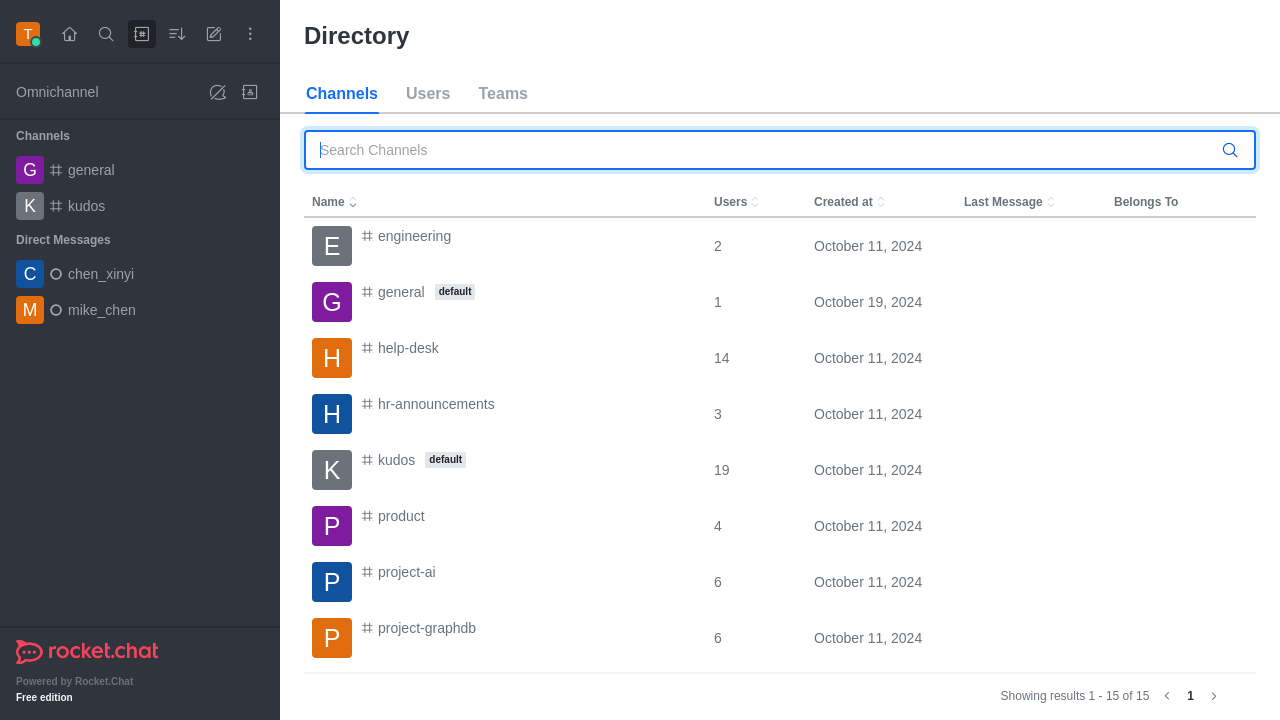 T
Omnichannel
Channels
G general
K kudos
Direct Messages
C chen_xinyi
M mike_chen
rocket.chat
Powered by Rocket.Chat
Free edition
Directory
Channels Users Teams
Search Channels
Name Users Created at Last Message Belongs To
E engineering 2 October 11, 2024
G general default 1 October 19, 2024
H help-desk 14 October 11, 2024
H hr-announcements 3 October 11, 2024
K kudos default 19 October 11, 2024
P product 4 October 11, 2024
P project-ai 6 October 11, 2024
P project-graphdb 6 October 11, 2024
Showing results 1 - 15 of 15 1